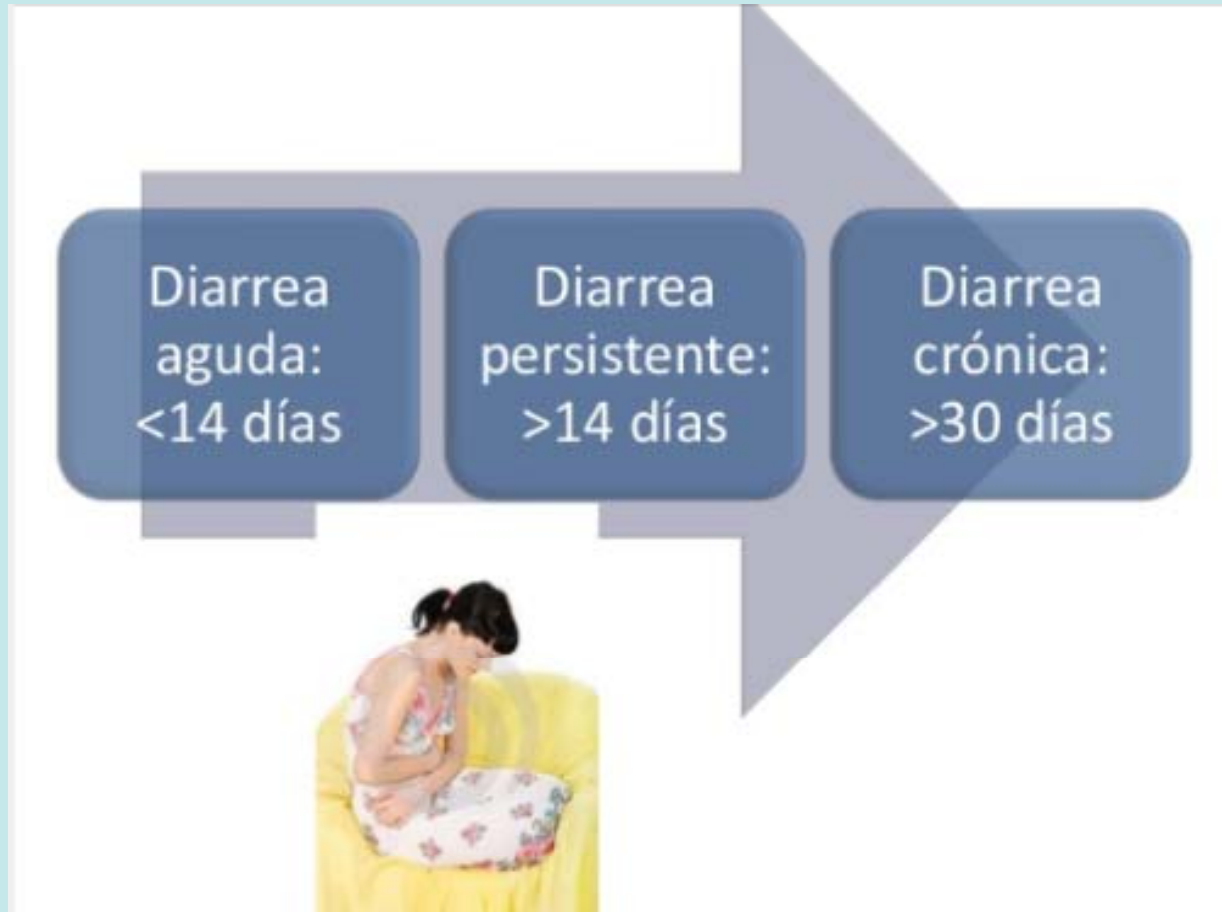 Diarrea
aguda:
<14 días
Diarrea
persistente:
>14 días
Diarrea
crónica:
>30 días